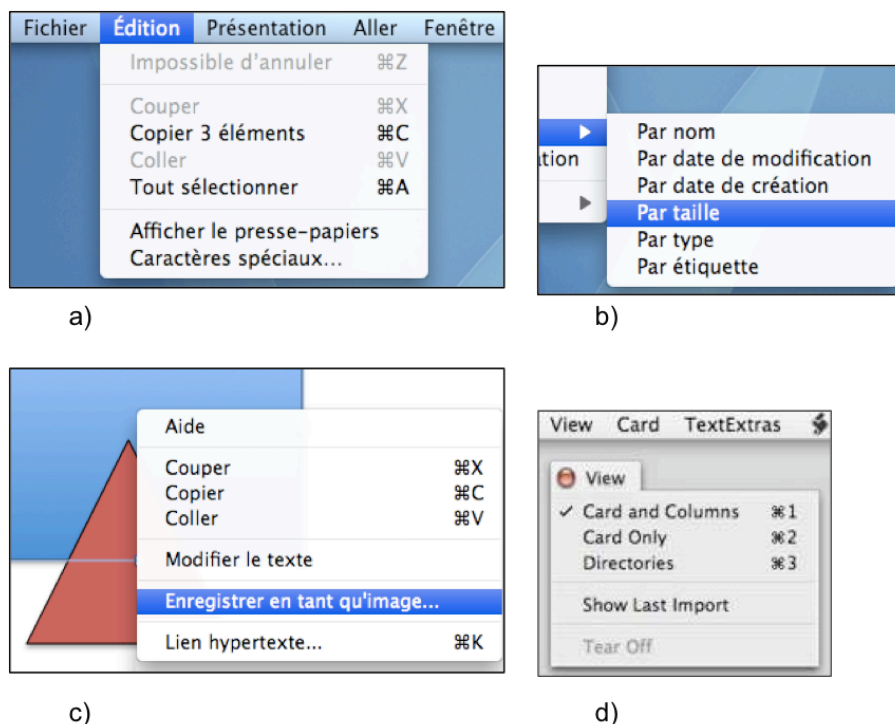 Fichier Édition Présentation Aller Fenêtre
Impossible d'annuler ⌘Z
Couper ⌘X
Copier 3 éléments ⌘C
Coller ⌘V
Tout sélectionner ⌘A
Afficher le presse-papiers
Caractères spéciaux...
a)
ation
Par nom
Par date de modification
Par date de création
Par taille
Par type
Par étiquette
b)
Aide
Couper ⌘X
Copier ⌘C
Coller ⌘V
Modifier le texte
Enregistrer en tant qu'image...
Lien hypertexte... ⌘K
c)
View Card TextExtras
View
✓ Card and Columns ⌘1
Card Only ⌘2
Directories ⌘3
Show Last Import
Tear Off
d)